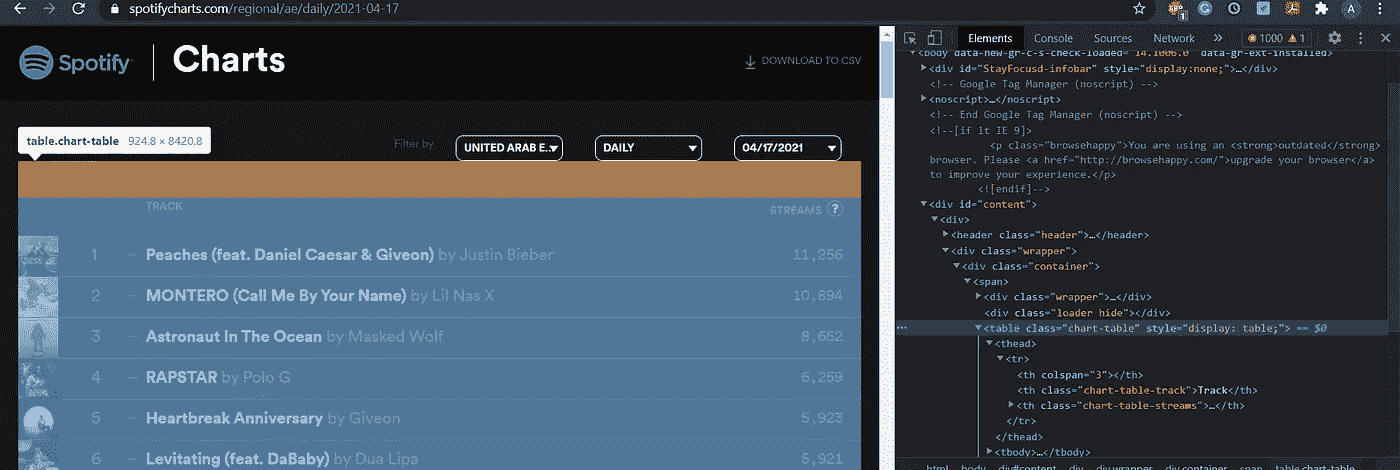 spotifycharts.com/regional/ae/daily/2021-04-17
Spotify Charts
DOWNLOAD TO CSV
table.chart-table 924.8 × 8420.8
Filter by
UNITED ARAB E..
DAILY
04/17/2021
TRACK
STREAMS ?
1 Peaches (feat. Daniel Caesar & Giveon) by Justin Bieber 11,256
2 MONTERO (Call Me By Your Name) by Lil Nas X 10,894
3 Astronaut In The Ocean by Masked Wolf 8,652
4 RAPSTAR by Polo G 6,259
5 Heartbreak Anniversary by Giveon 5,923
6 Levitating (feat. DaBaby) by Dua Lipa 5,921
A
1
Elements Console Sources Network » 1000 1
<body data-new-gr-c-s-check-loaded="14.1006.0" data-gr-ext-installed>
<div id="StayFocusd-infobar" style="display:none;">…</div>
<!-- Google Tag Manager (noscript) -->
<noscript>…</noscript>
<!-- End Google Tag Manager (noscript) -->
<!--[if lt IE 9]>
<p class="browsehappy">You are using an <strong>outdated</strong>
browser. Please <a href="http://browsehappy.com/">upgrade your browser</a>
to improve your experience.</p>
<![endif]-->
<div id="content">
<div>
<header class="header">…</header>
<div class="wrapper">
<div class="container">
<span>
<div class="wrapper">…</div>
<div class="loader hide"></div>
<table class="chart-table" style="display: table;"> == $0
<thead>
<tr>
<th colspan="3"></th>
<th class="chart-table-track">Track</th>
<th class="chart-table-streams">…</th>
</tr>
</thead>
<tbody>…</tbody>
html body div#content div div.wrapper div.container span table.chart-table